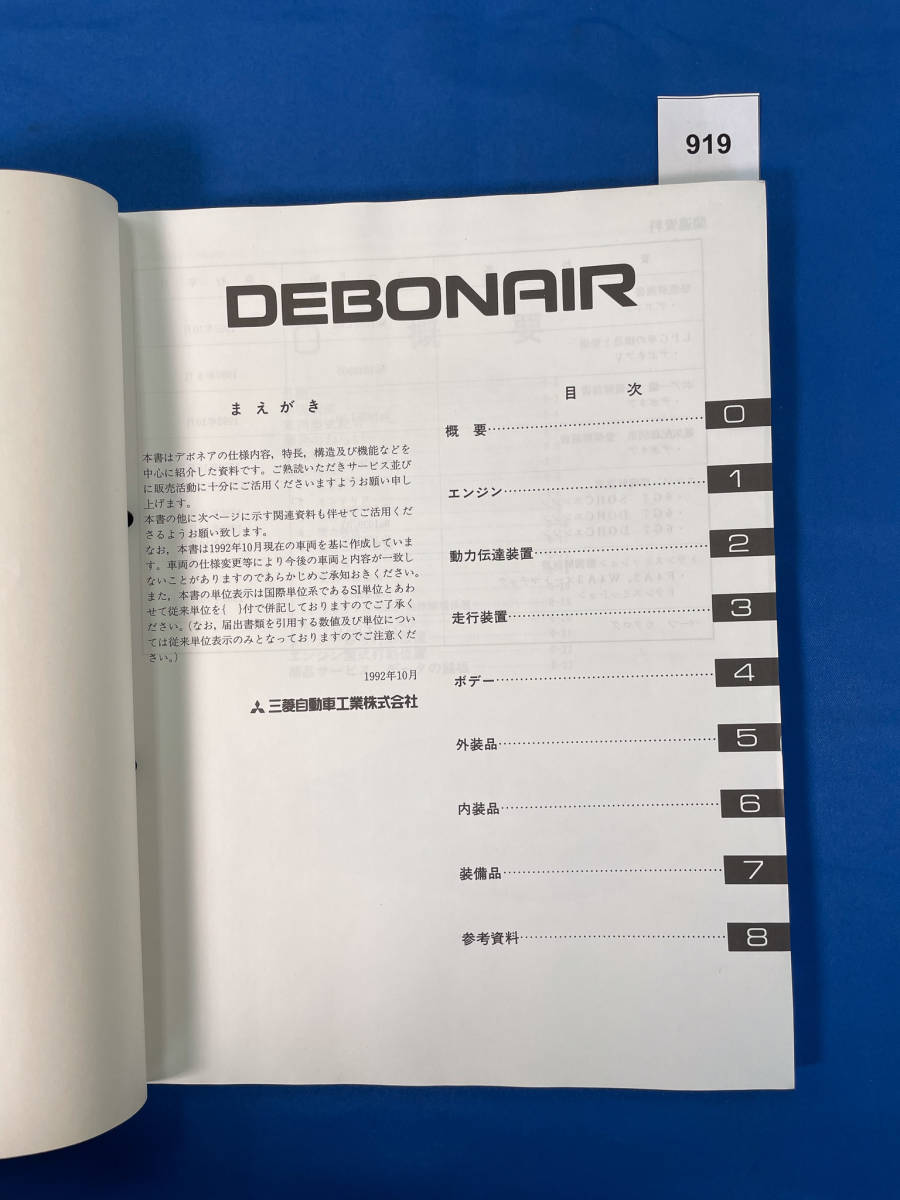 919
DEBONAIR
まえがき
本書はデボネアの仕様内容，特長，構造及び機能などを
中心に紹介した資料です。ご熟読いただきサービス並び
に販売活動に十分にご活用くださいますようお願い申し
上げます。
本書の他に次ページに示す関連資料も併せてご活用くだ
さるようお願い致します。
なお，本書は1992年10月現在の車両を基に作成していま
す。車両の仕様変更等により今後の車両と内容が一致し
ないことがありますのであらかじめご承知おきください。
また，本書の単位表示は国際単位系であるSI単位とあわ
せて従来単位を{　}付で併記しておりますのでご了承く
ださい。(なお，届出書類を引用する数値及び単位につい
ては従来単位表示のみとなっておりますのでご注意くだ
さい。)
1992年10月
三菱自動車工業株式会社
目　次
概　要 0
エンジン 1
動力伝達装置 2
走行装置 3
ボデー 4
外装品 5
内装品 6
装備品 7
参考資料 8